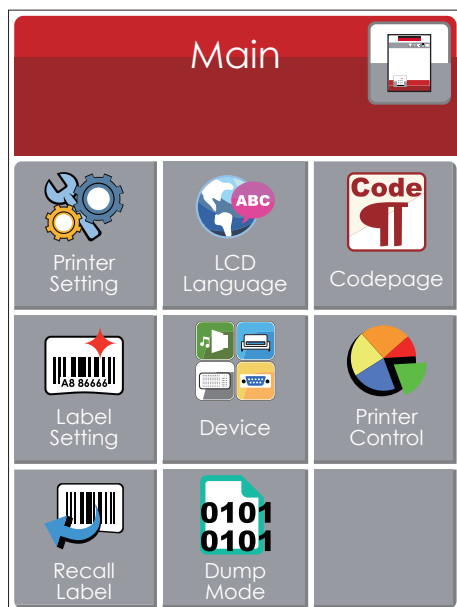 Main
ABC
Code
Printer
Setting
LCD
Language
Codepage
A8 86666
Label
Setting
Device
Printer
Control
0101
0101
Recall
Label
Dump
Mode